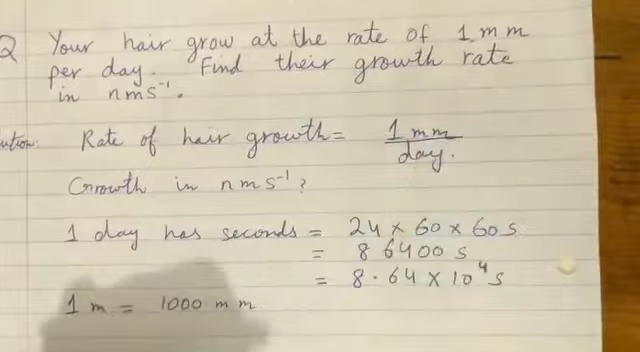 Q Your hair grow at the rate of 1 mm
per day. Find their growth rate
in nms⁻¹.
ution: Rate of hair growth = 1 mm
day.
Growth in nms⁻¹?
1 day has seconds = 24 × 60 × 60 s
= 86400 s
= 8.64 × 10⁴ s
1 m = 1000 mm